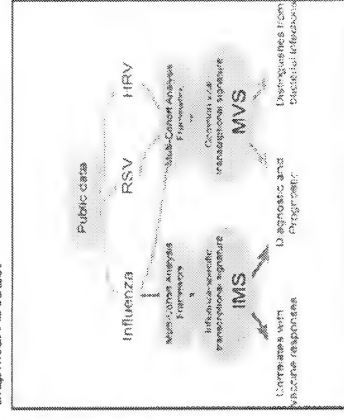 Public data
Influenza RSV HRV
Multi-Cohort Analysis Framework
Multi-Cohort Analysis Framework
Influenza-specific transcriptional signature
Common viral transcriptional signature
IMS
MVS
Correlates with vaccine responses
Diagnostic and Prognostic
Distinguishes from bacterial infections